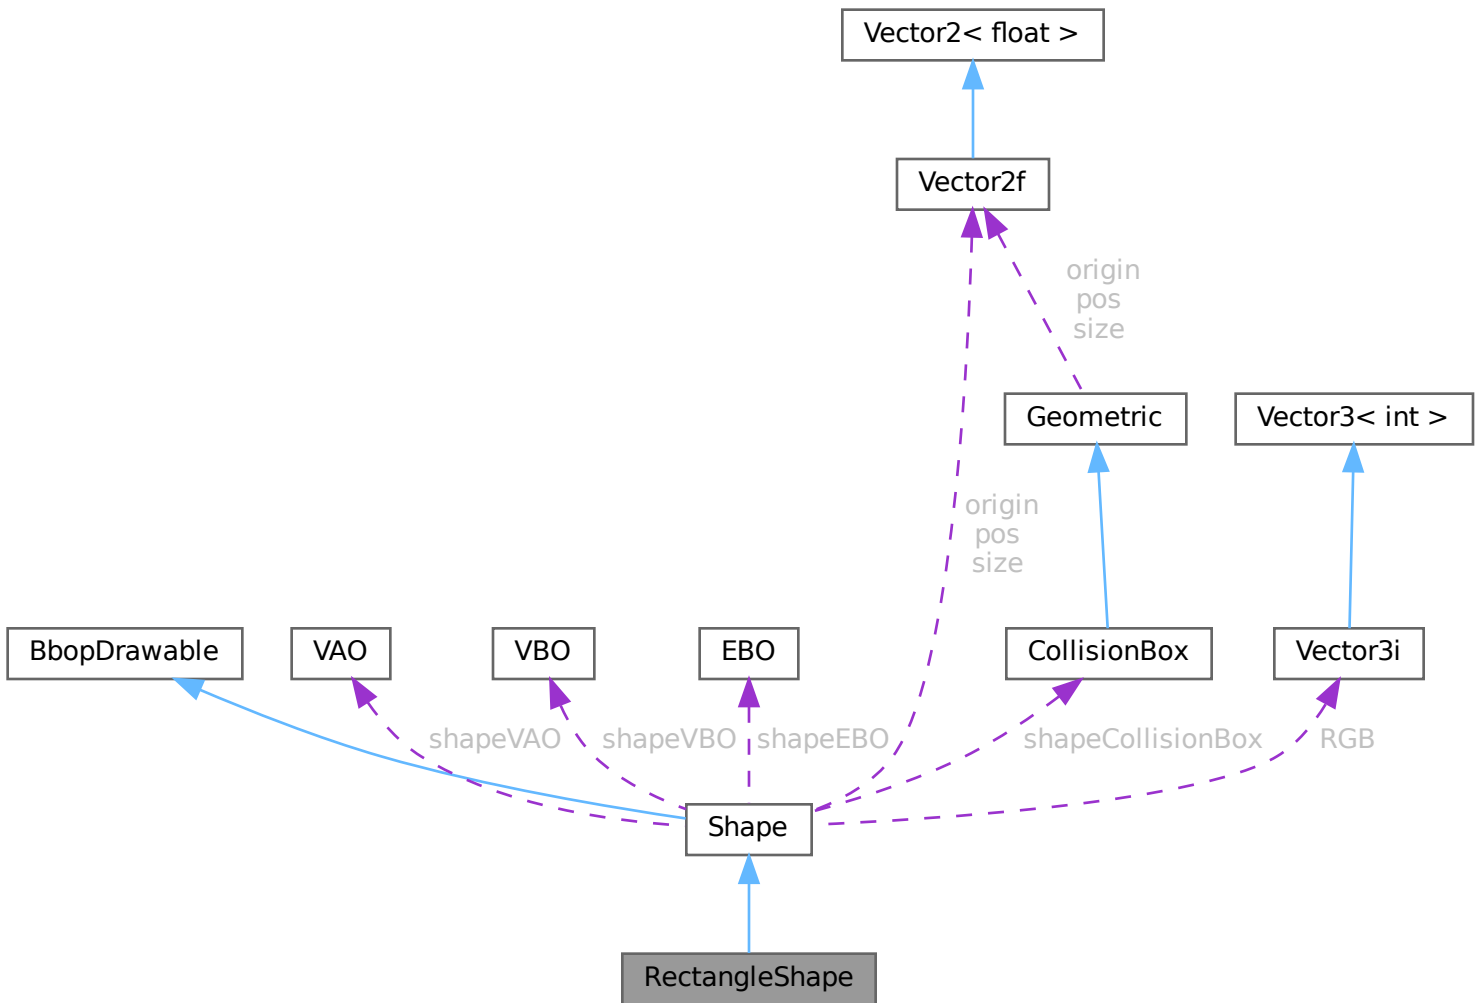 Vector2< float >
Vector2f
origin
pos
size
Geometric
Vector3< int >
origin
pos
size
BbopDrawable
VAO
VBO
EBO
CollisionBox
Vector3i
shapeVAO
shapeVBO
shapeEBO
shapeCollisionBox
RGB
Shape
RectangleShape